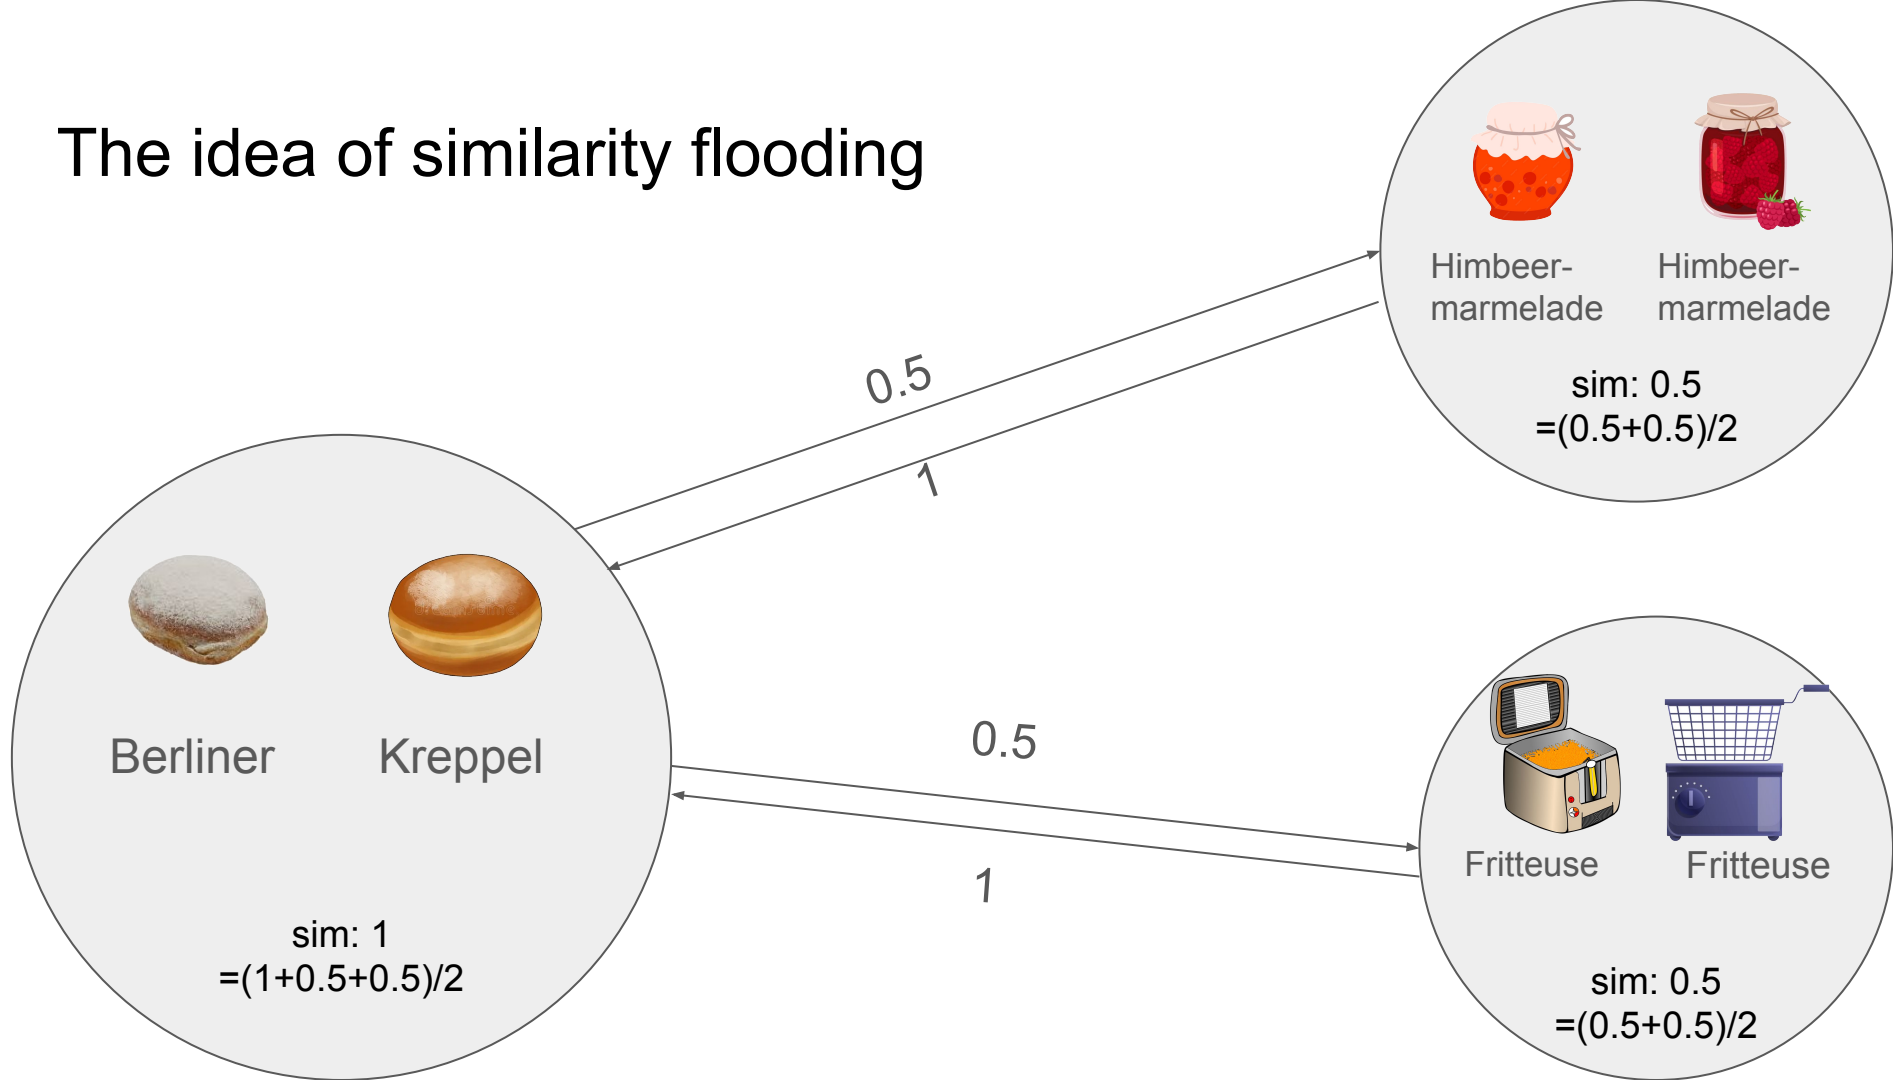 The idea of similarity flooding
Himbeer-
marmelade
Himbeer-
marmelade
sim: 0.5
=(0.5+0.5)/2
0.5
1
Berliner
Kreppel
sim: 1
=(1+0.5+0.5)/2
0.5
1
Fritteuse
Fritteuse
sim: 0.5
=(0.5+0.5)/2